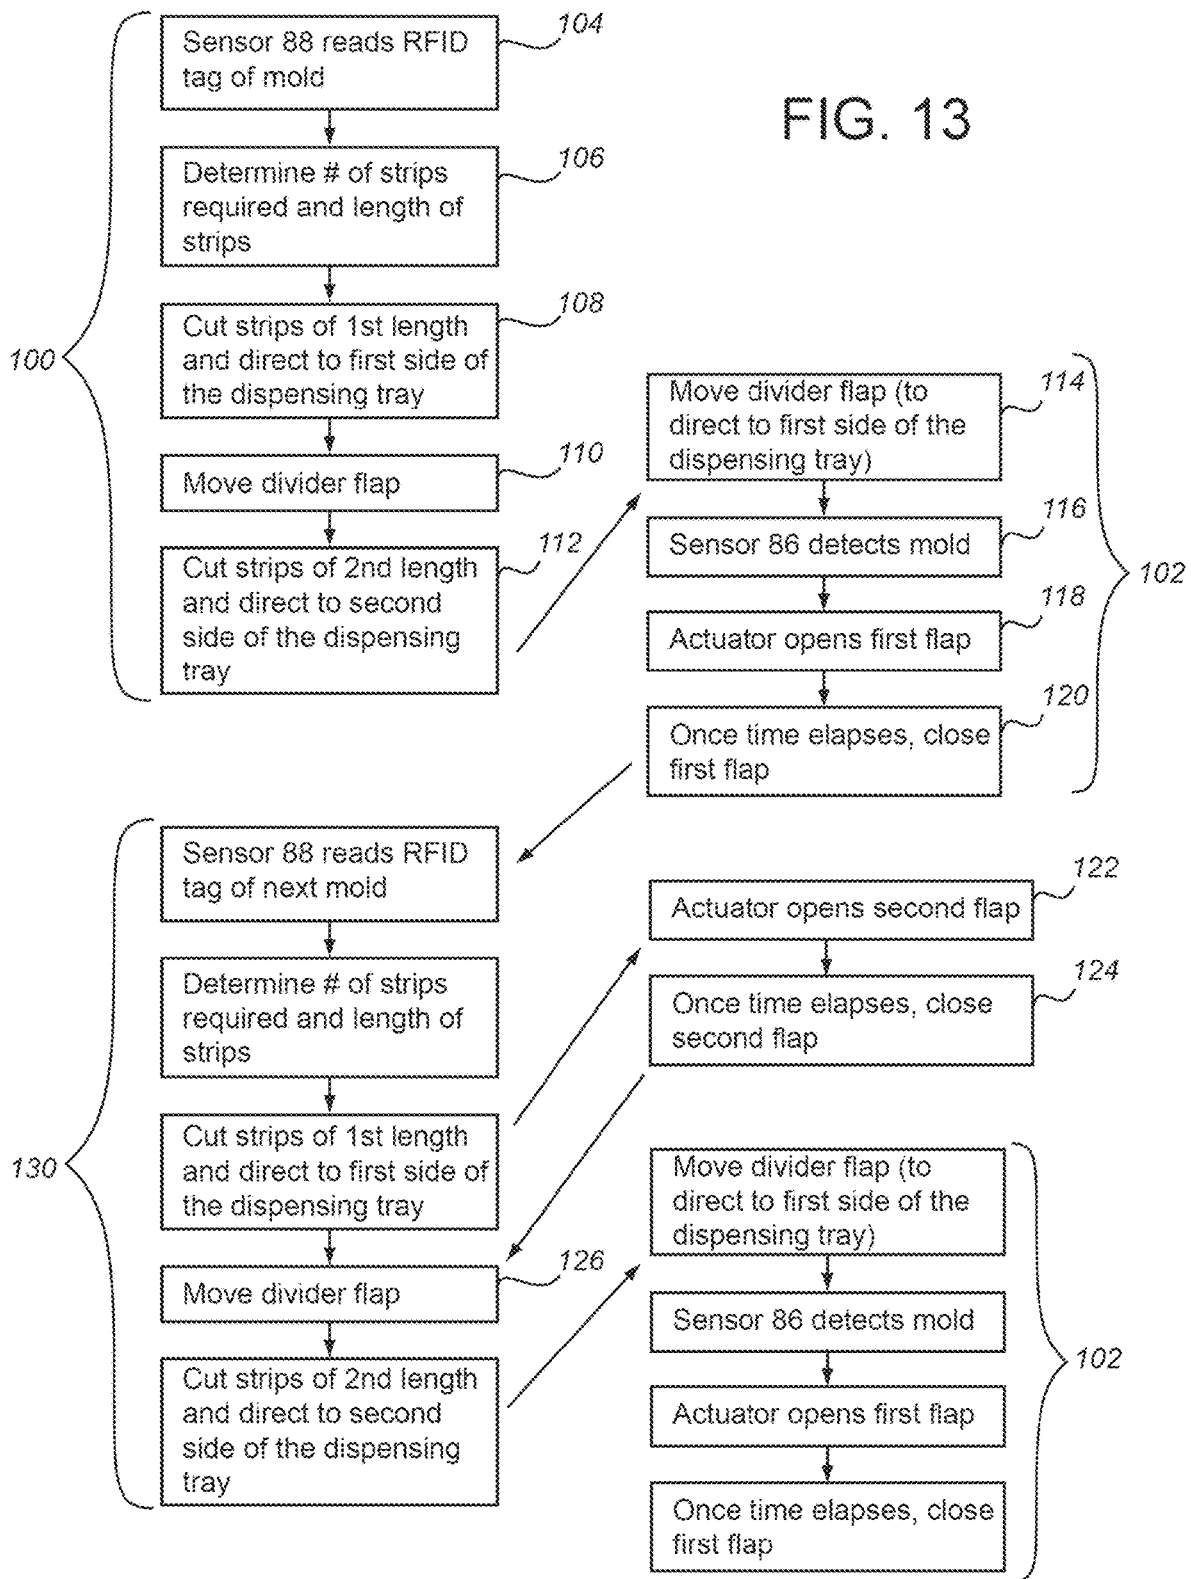 FIG. 13
100
Sensor 88 reads RFID
tag of mold
104
Determine # of strips
required and length of
strips
106
Cut strips of 1st length
and direct to first side of
the dispensing tray
108
Move divider flap
110
Cut strips of 2nd length
and direct to second
side of the dispensing
tray
112
Move divider flap (to
direct to first side of the
dispensing tray)
114
Sensor 86 detects mold
116
Actuator opens first flap
118
Once time elapses, close
first flap
120
102
130
Sensor 88 reads RFID
tag of next mold
Determine # of strips
required and length of
strips
Cut strips of 1st length
and direct to first side of
the dispensing tray
Actuator opens second flap
122
Once time elapses, close
second flap
124
Move divider flap
126
Cut strips of 2nd length
and direct to second
side of the dispensing
tray
Move divider flap (to
direct to first side of the
dispensing tray)
Sensor 86 detects mold
Actuator opens first flap
Once time elapses, close
first flap
102